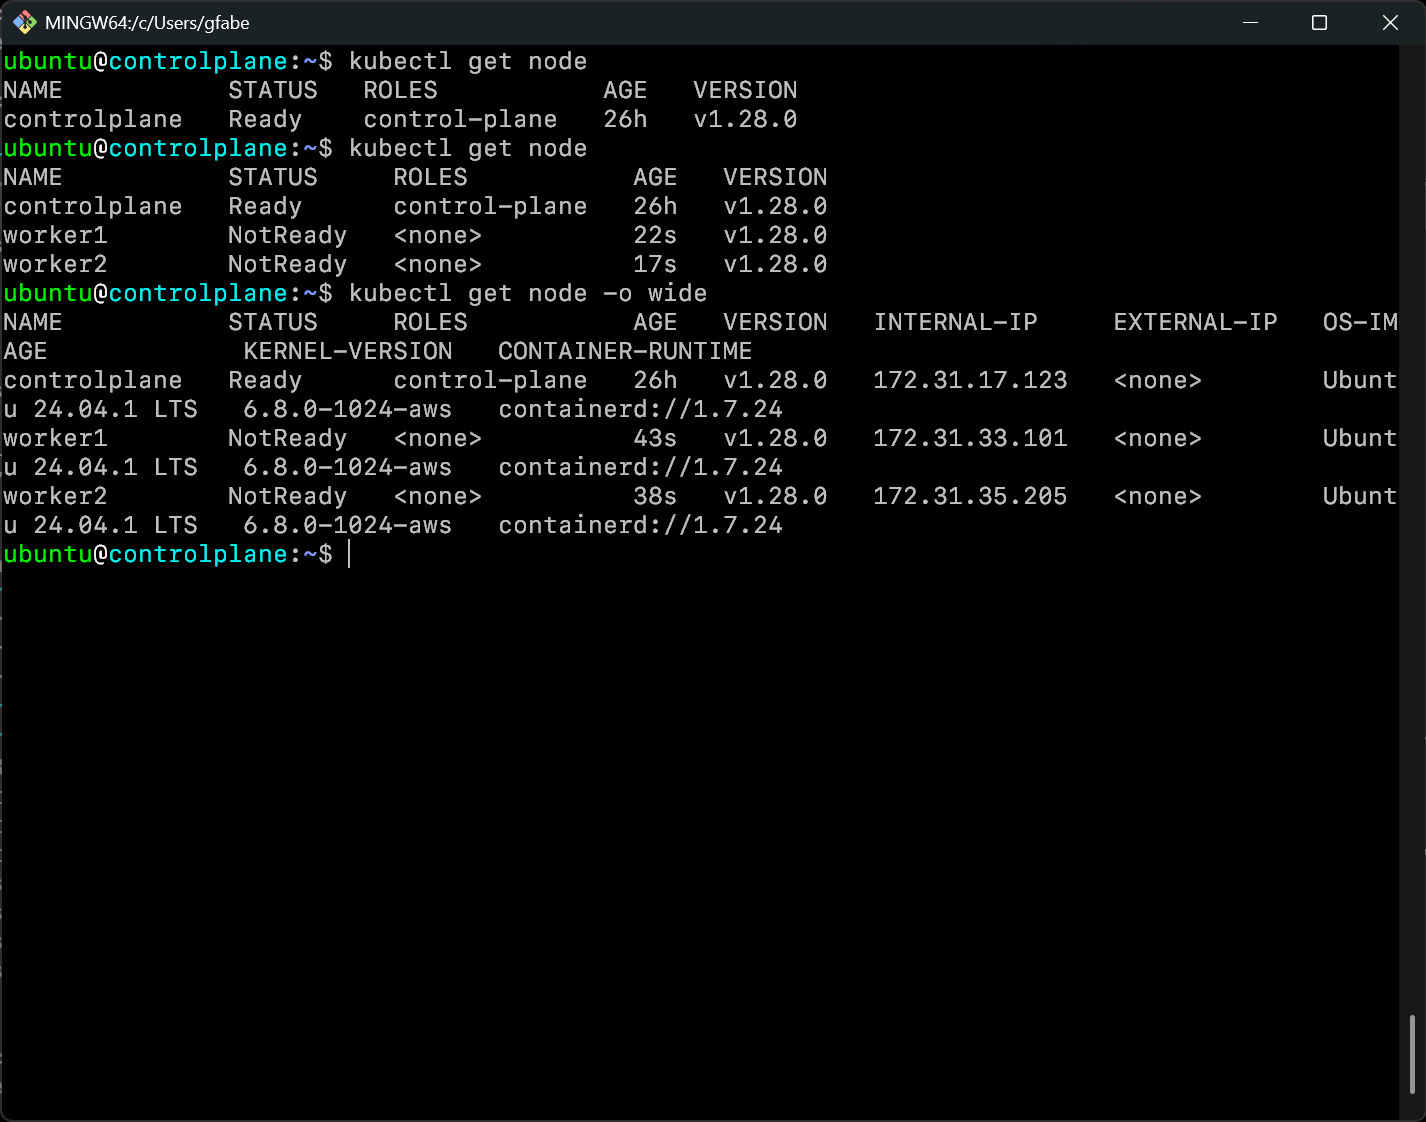 MINGW64:/c/Users/gfabe
ubuntu@controlplane:~$ kubectl get node
NAME           STATUS   ROLES           AGE   VERSION
controlplane   Ready    control-plane   26h   v1.28.0
ubuntu@controlplane:~$ kubectl get node
NAME           STATUS     ROLES           AGE   VERSION
controlplane   Ready      control-plane   26h   v1.28.0
worker1        NotReady   <none>          22s   v1.28.0
worker2        NotReady   <none>          17s   v1.28.0
ubuntu@controlplane:~$ kubectl get node -o wide
NAME           STATUS     ROLES           AGE   VERSION   INTERNAL-IP     EXTERNAL-IP   OS-IM
AGE             KERNEL-VERSION   CONTAINER-RUNTIME
controlplane   Ready      control-plane   26h   v1.28.0   172.31.17.123   <none>        Ubunt
u 24.04.1 LTS   6.8.0-1024-aws   containerd://1.7.24
worker1        NotReady   <none>          43s   v1.28.0   172.31.33.101   <none>        Ubunt
u 24.04.1 LTS   6.8.0-1024-aws   containerd://1.7.24
worker2        NotReady   <none>          38s   v1.28.0   172.31.35.205   <none>        Ubunt
u 24.04.1 LTS   6.8.0-1024-aws   containerd://1.7.24
ubuntu@controlplane:~$